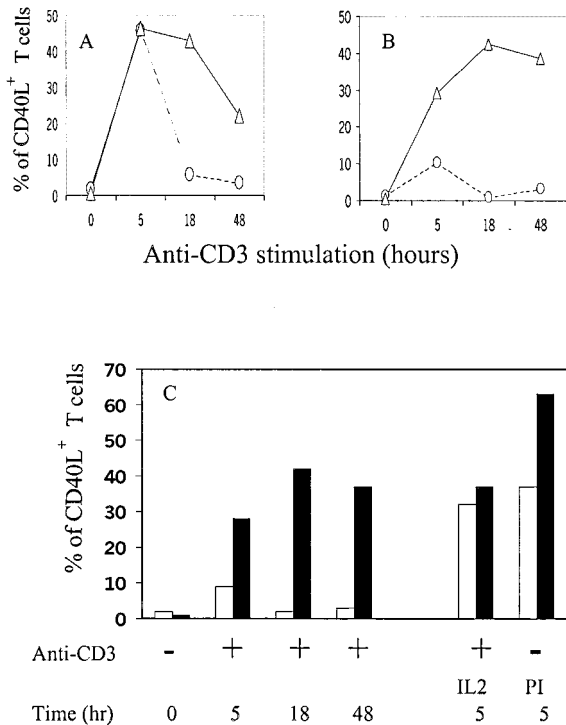 A
B
% of CD40L+ T cells
50
40
30
20
10
0
0 5 18 48
50
40
30
20
10
0
0 5 18 48
Anti-CD3 stimulation (hours)
C
% of CD40L+ T cells
70
60
50
40
30
20
10
0
Anti-CD3 - + + + + -
IL2 PI
Time (hr) 0 5 18 48 5 5